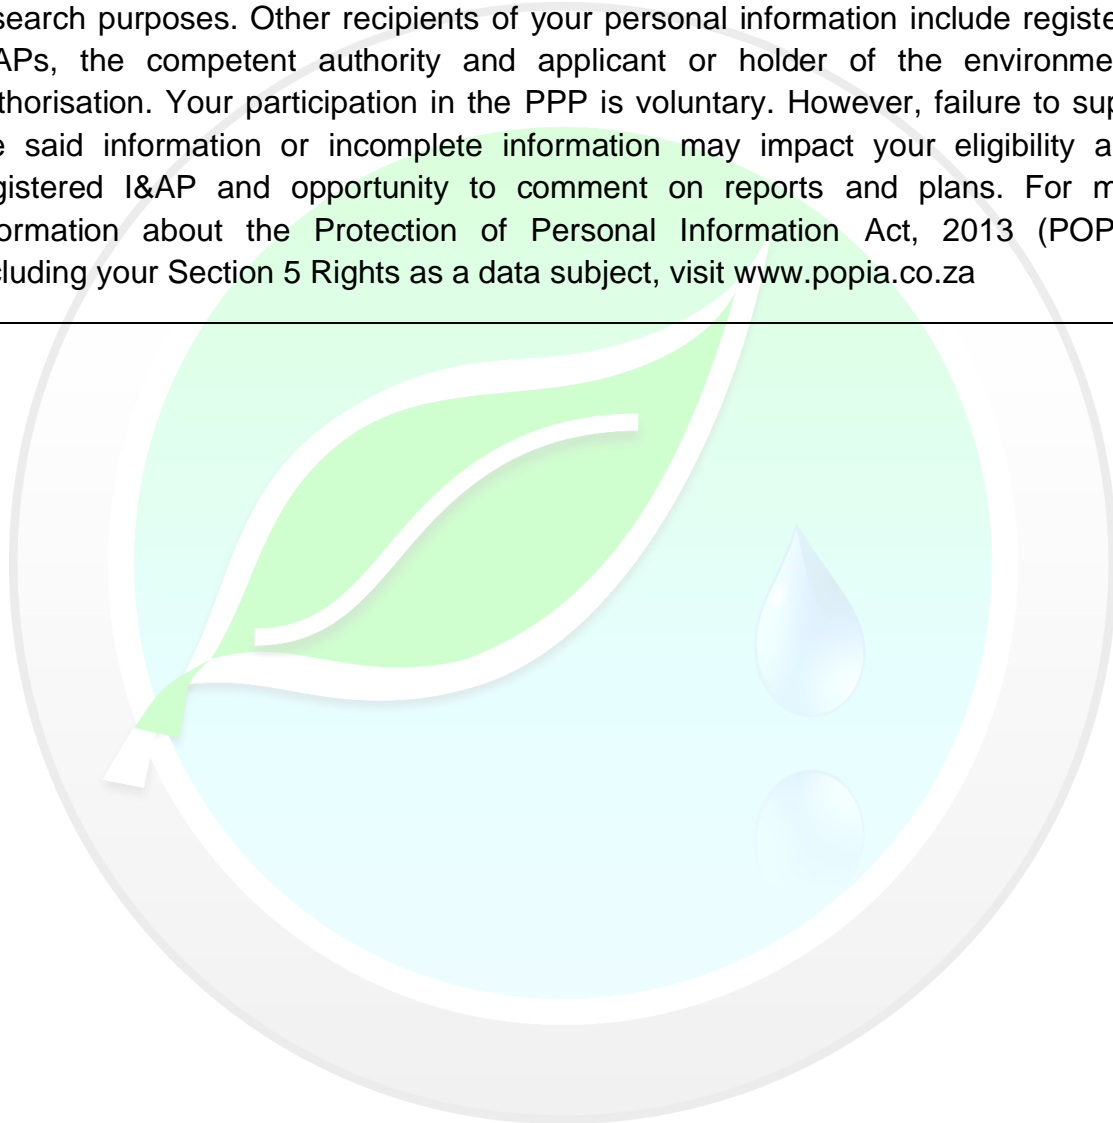 search purposes. Other recipients of your personal information include registe
APs, the competent authority and applicant or holder of the environme
thorisation. Your participation in the PPP is voluntary. However, failure to sup
e said information or incomplete information may impact your eligibility a
gistered I&AP and opportunity to comment on reports and plans. For m
formation about the Protection of Personal Information Act, 2013 (POP
cluding your Section 5 Rights as a data subject, visit www.popia.co.za